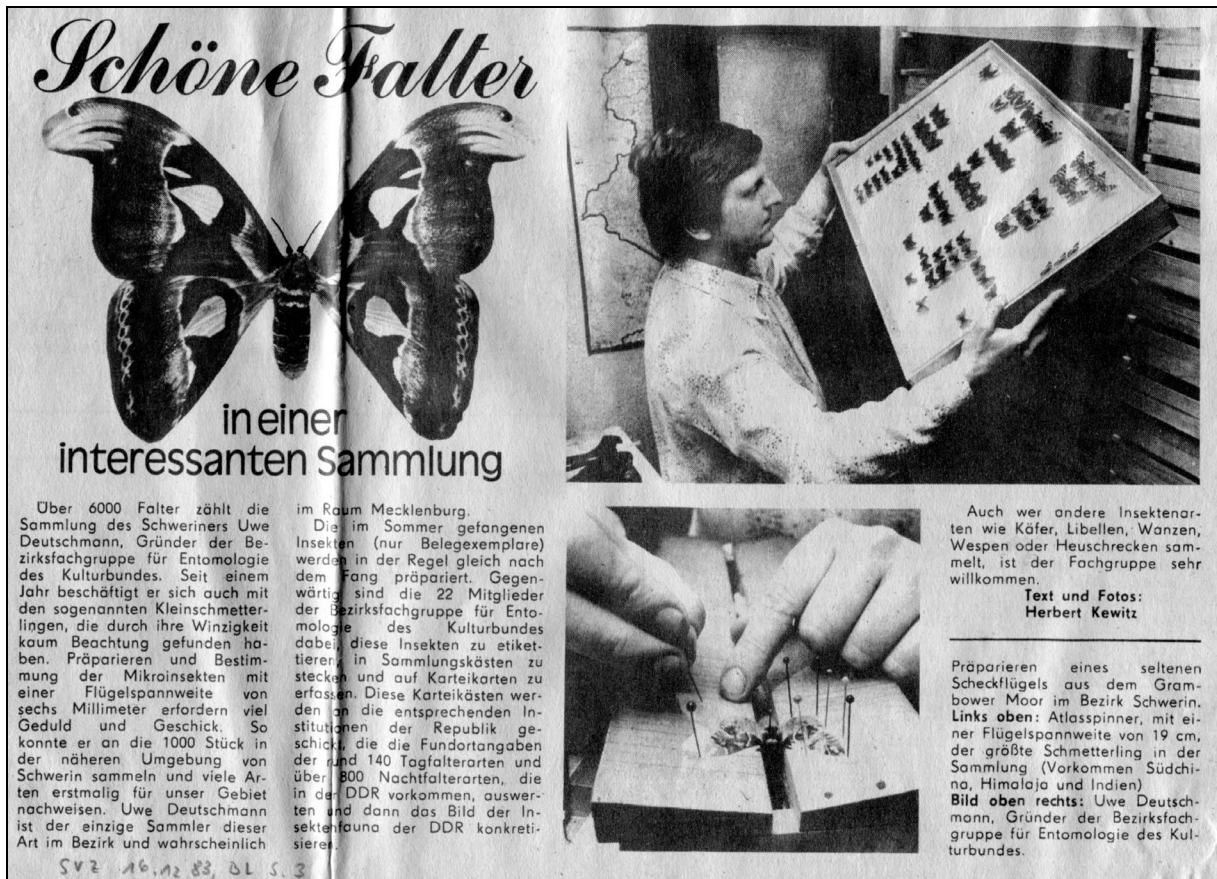 Schöne Falter
in einer
interessanten Sammlung
Über 6000 Falter zählt die
Sammlung des Schweriners Uwe
Deutschmann, Gründer der Be-
zirksfachgruppe für Entomologie
des Kulturbundes. Seit einem
Jahr beschäftigt er sich auch mit
den sogenannten Kleinschmetter-
lingen, die durch ihre Winzigkeit
kaum Beachtung gefunden ha-
ben. Präparieren und Bestim-
mung der Mikroinsekten mit
einer Flügelspannweite von
sechs Millimeter erfordern viel
Geduld und Geschick. So
konnte er an die 1000 Stück in
der näheren Umgebung von
Schwerin sammeln und viele Ar-
ten erstmalig für unser Gebiet
nachweisen. Uwe Deutschmann
ist der einzige Sammler dieser
Art im Bezirk und wahrscheinlich
im Raum Mecklenburg.
Die im Sommer gefangenen
Insekten (nur Belegexemplare)
werden in der Regel gleich nach
dem Fang präpariert. Gegen-
wärtig sind die 22 Mitglieder
der Bezirksfachgruppe für Ento-
mologie des Kulturbundes
dabei, diese Insekten zu etiket-
tieren, in Sammlungskästen zu
stecken und auf Karteikarten zu
erfassen. Diese Karteikästen wer-
den an die entsprechenden In-
stitutionen der Republik ge-
schickt, die die Fundortangaben
der rund 140 Tagfalterarten und
über 800 Nachtfalterarten, die
in der DDR vorkommen, auswer-
ten und dann das Bild der In-
sektenfauna der DDR konkreti-
sieren.
Auch wer andere Insektenar-
ten wie Käfer, Libellen, Wanzen,
Wespen oder Heuschrecken sam-
melt, ist der Fachgruppe sehr
willkommen.
Text und Fotos:
Herbert Kewitz
Präparieren eines seltenen
Scheckflügels aus dem Gram-
bower Moor im Bezirk Schwerin.
Links oben: Atlasspinner, mit ei-
ner Flügelspannweite von 19 cm,
der größte Schmetterling in der
Sammlung (Vorkommen Südchi-
na, Himalaja und Indien)
Bild oben rechts: Uwe Deutsch-
mann, Gründer der Bezirksfach-
gruppe für Entomologie des Kul-
turbundes.
SVZ 16.12.83, BL S. 3